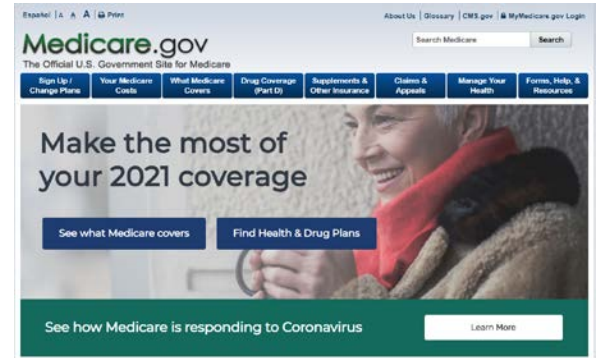 Español | A A A | Print
About Us | Glossary | CMS.gov | MyMedicare.gov Login
Medicare.gov
Search Medicare
Search
The Official U.S. Government Site for Medicare
Sign Up / Change Plans
Your Medicare Costs
What Medicare Covers
Drug Coverage (Part D)
Supplements & Other Insurance
Claims & Appeals
Manage Your Health
Forms, Help, & Resources
Make the most of
your 2021 coverage
See what Medicare covers
Find Health & Drug Plans
See how Medicare is responding to Coronavirus
Learn More